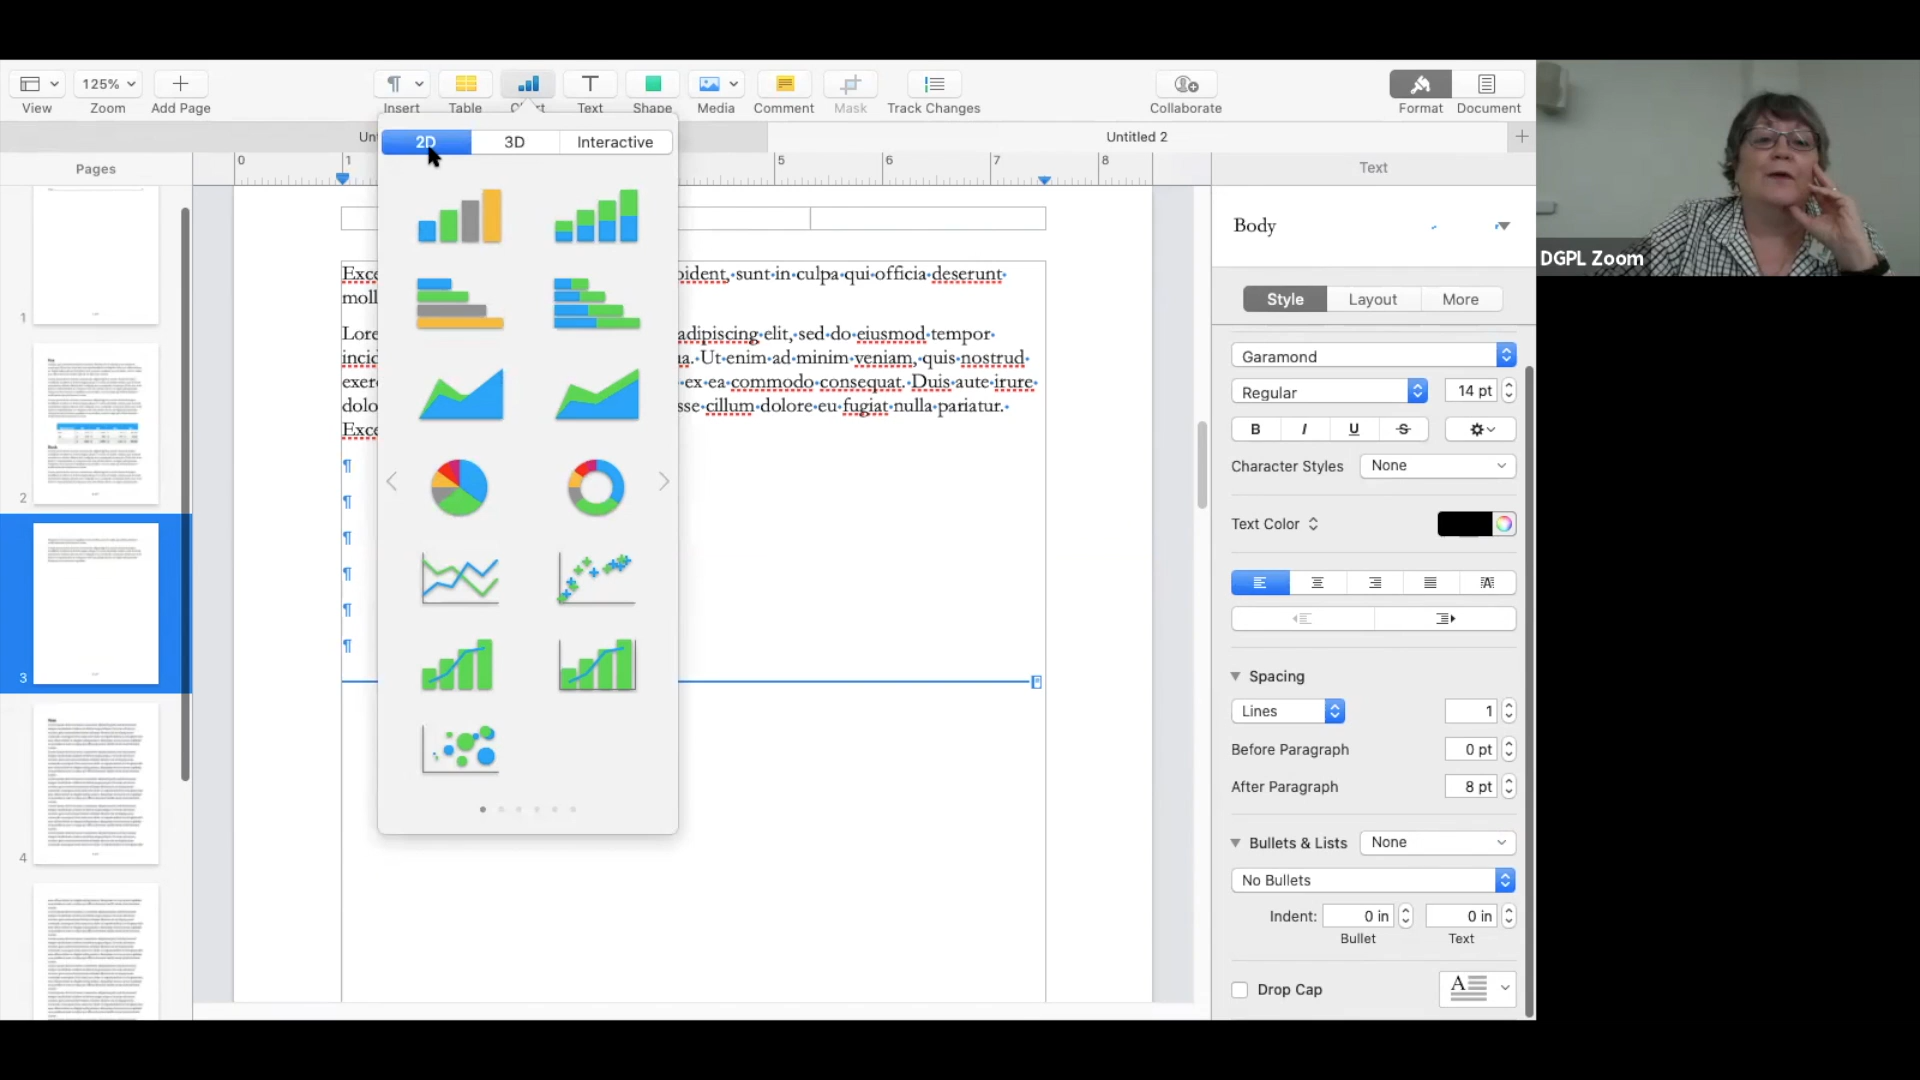 125%
View
Zoom
Add Page
Insert
Table
Text
Shape
Media
Comment
Mask
Track Changes
Collaborate
Format
Document
Untitled 2
2D
3D
Interactive
Pages
0
1
5
6
7
8
Text
Body
Style
Layout
More
Garamond
Regular
14 pt
B I U S
Character Styles
None
Text Color
Spacing
Lines
1
Before Paragraph
0 pt
After Paragraph
8 pt
Bullets & Lists
None
No Bullets
Indent:
0 in
0 in
Bullet
Text
Drop Cap
A
sunt·in·culpa·qui·officia·deserunt·
adipiscing·elit,·sed·do·eiusmod·tempor·
Ut·enim·ad·minim·veniam,·quis·nostrud·
·ex·ea·commodo·consequat.·Duis·aute·irure·
cillum·dolore·eu·fugiat·nulla·pariatur.·
¶
¶
¶
¶
¶
¶
1
2
3
4
DGPL Zoom